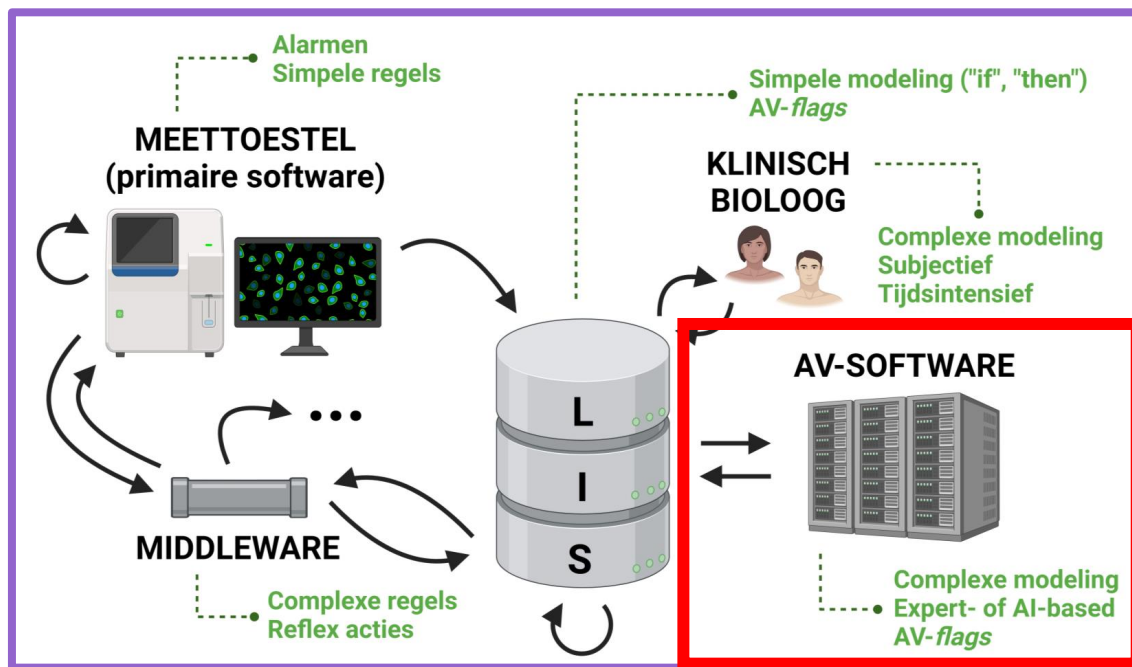 Alarmen
Simpele regels
MEETTOESTEL
(primaire software)
Simpele modeling ("if", "then")
AV-flags
KLINISCH
BIOLOOG
Complexe modeling
Subjectief
Tijdsintensief
L
I
S
AV-SOFTWARE
Complexe modeling
Expert- of AI-based
AV-flags
...
MIDDLEWARE
Complexe regels
Reflex acties